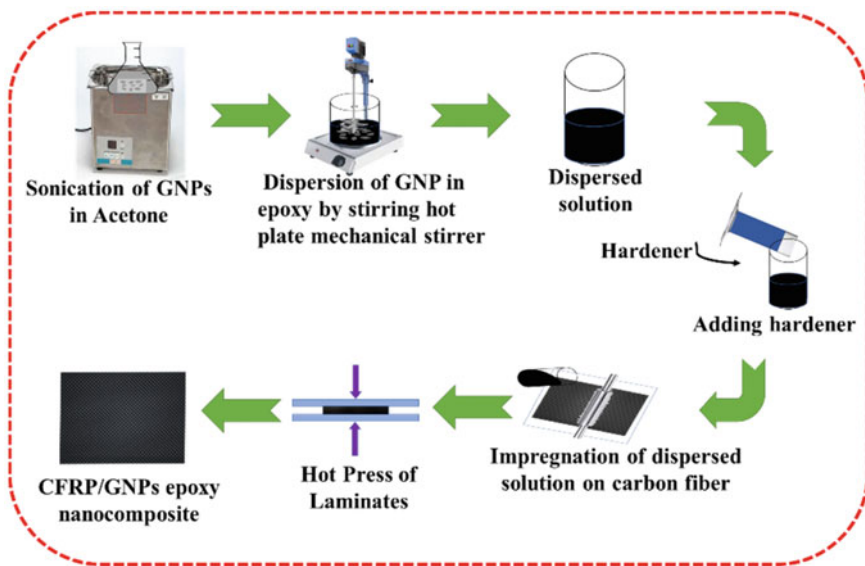 Sonication of GNPs
in Acetone
Dispersion of GNP in
epoxy by stirring hot
plate mechanical stirrer
Dispersed
solution
Hardener
Adding hardener
Impregnation of dispersed
solution on carbon fiber
Hot Press of
Laminates
CFRP/GNPs epoxy
nanocomposite